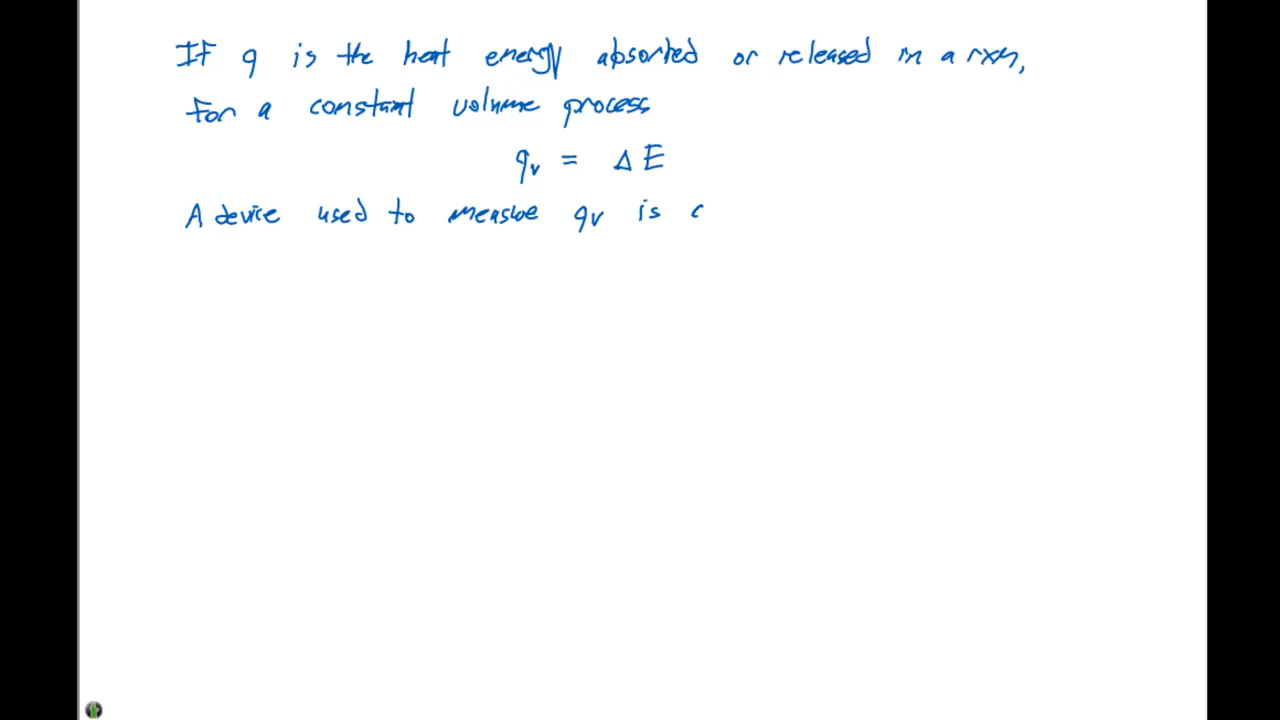 If q is the heat energy absorbed or released in a rxn,
for a constant volume process
qv = Δ E
A device used to measure qv is c